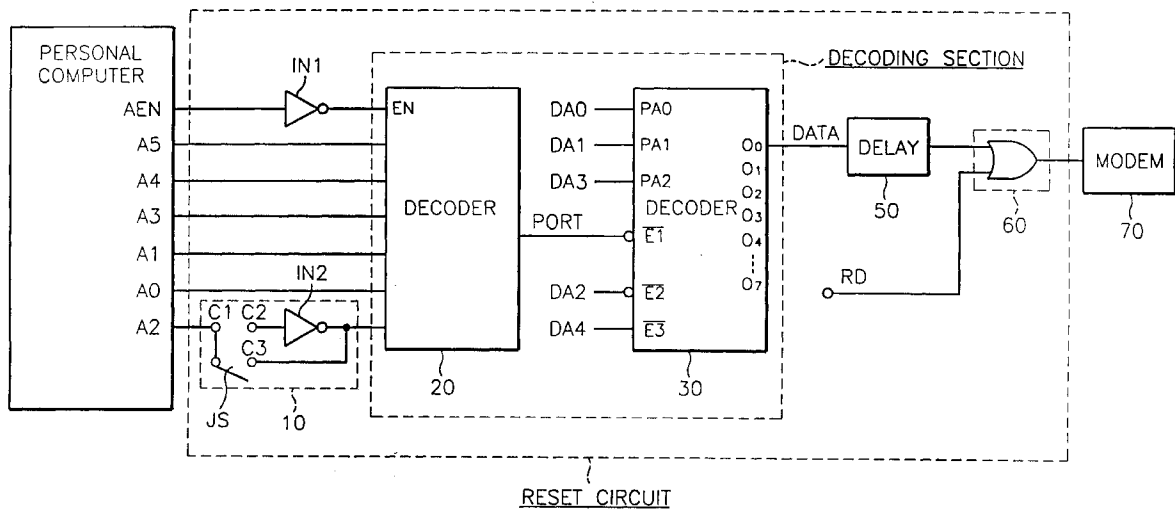 PERSONAL
COMPUTER
AEN
A5
A4
A3
A1
A0
A2
IN1
IN2
C1
C2
C3
JS
10
EN
DECODER
20
PORT
DECODING SECTION
DA0
DA1
DA3
DA2
DA4
PA0
PA1
PA2
DECODER
E1
E2
E3
O0
O1
O2
O3
O4
O7
30
DATA
DELAY
50
RD
60
MODEM
70
RESET CIRCUIT